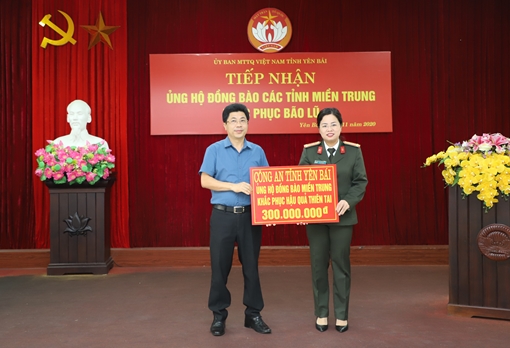 ỦY BAN MTTQ VIỆT NAM TỈNH YÊN BÁI
TIẾP NHẬN
ỦNG HỘ ĐỒNG BÀO CÁC TỈNH MIỀN TRUNG
PHỤC BÃO LŨ
Yên 11 năm 2020
CÔNG AN TỈNH YÊN BÁI
ỦNG HỘ ĐỒNG BÀO MIỀN TRUNG
KHẮC PHỤC HẬU QUẢ THIÊN TAI
300.000.000đ